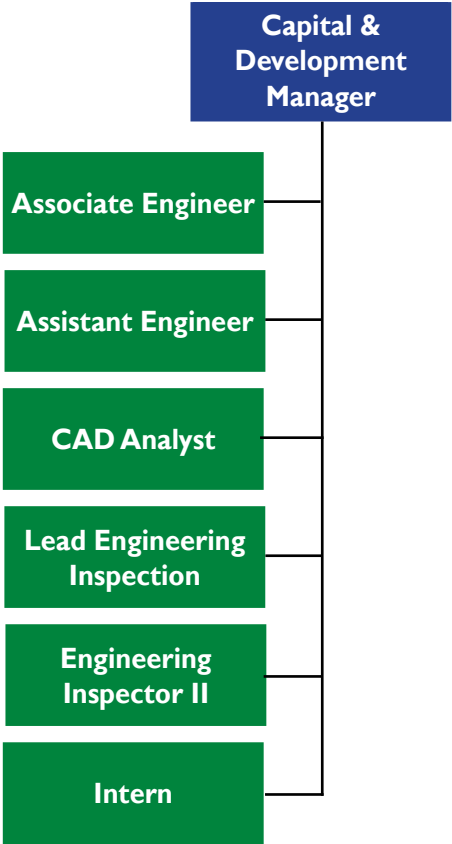 Capital &
Development
Manager
Associate Engineer
Assistant Engineer
CAD Analyst
Lead Engineering
Inspection
Engineering
Inspector II
Intern